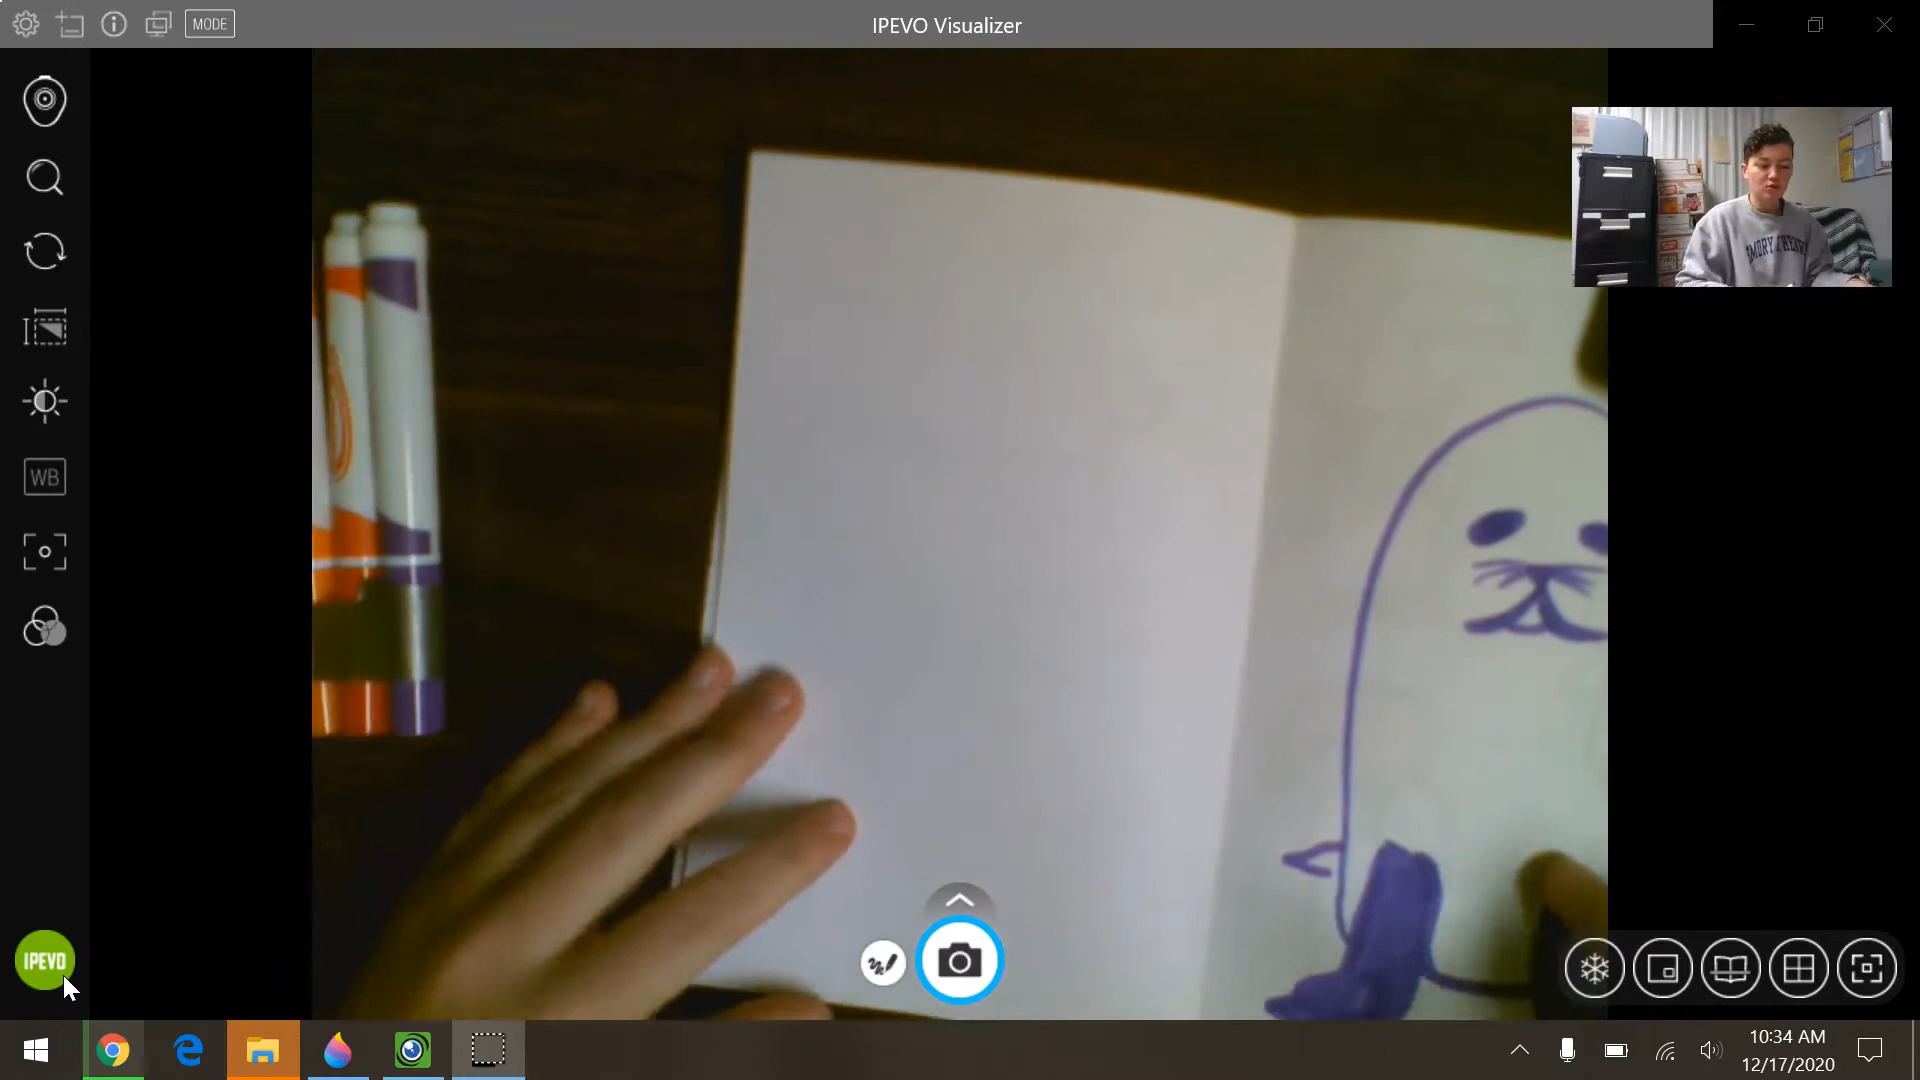 MODE
IPEVO Visualizer
WB
IPEVO
10:34 AM
12/17/2020